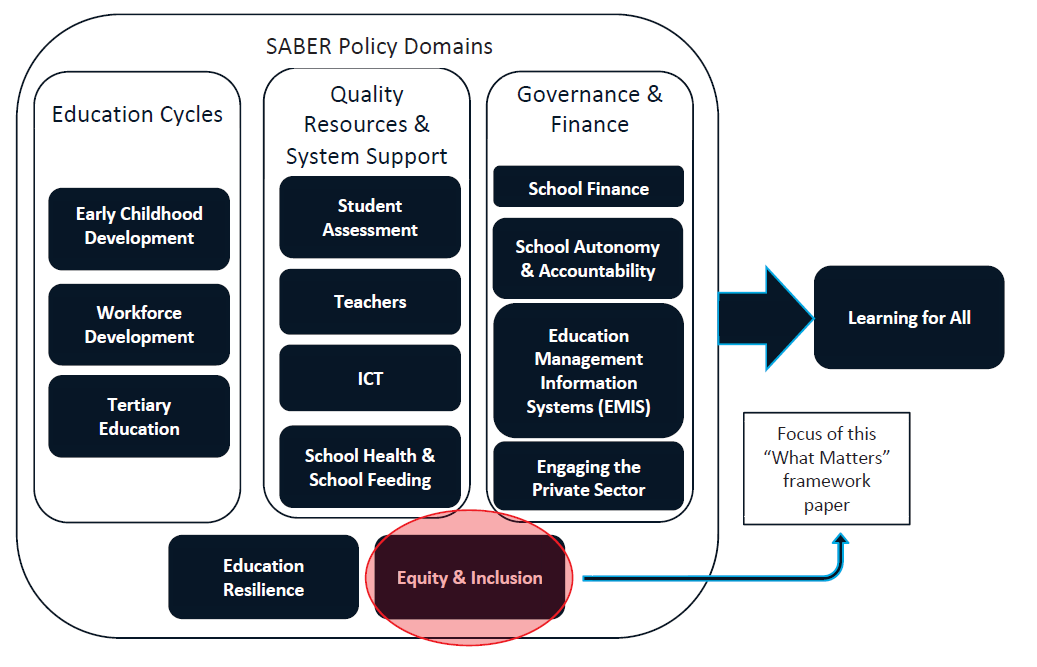 SABER Policy Domains
Education Cycles
Early Childhood
Development
Workforce
Development
Tertiary
Education
Quality
Resources &
System Support
Student
Assessment
Teachers
ICT
School Health &
School Feeding
Governance &
Finance
School Finance
School Autonomy
& Accountability
Education
Management
Information
Systems (EMIS)
Engaging the
Private Sector
Education
Resilience
Equity & Inclusion
Learning for All
Focus of this
“What Matters”
framework
paper